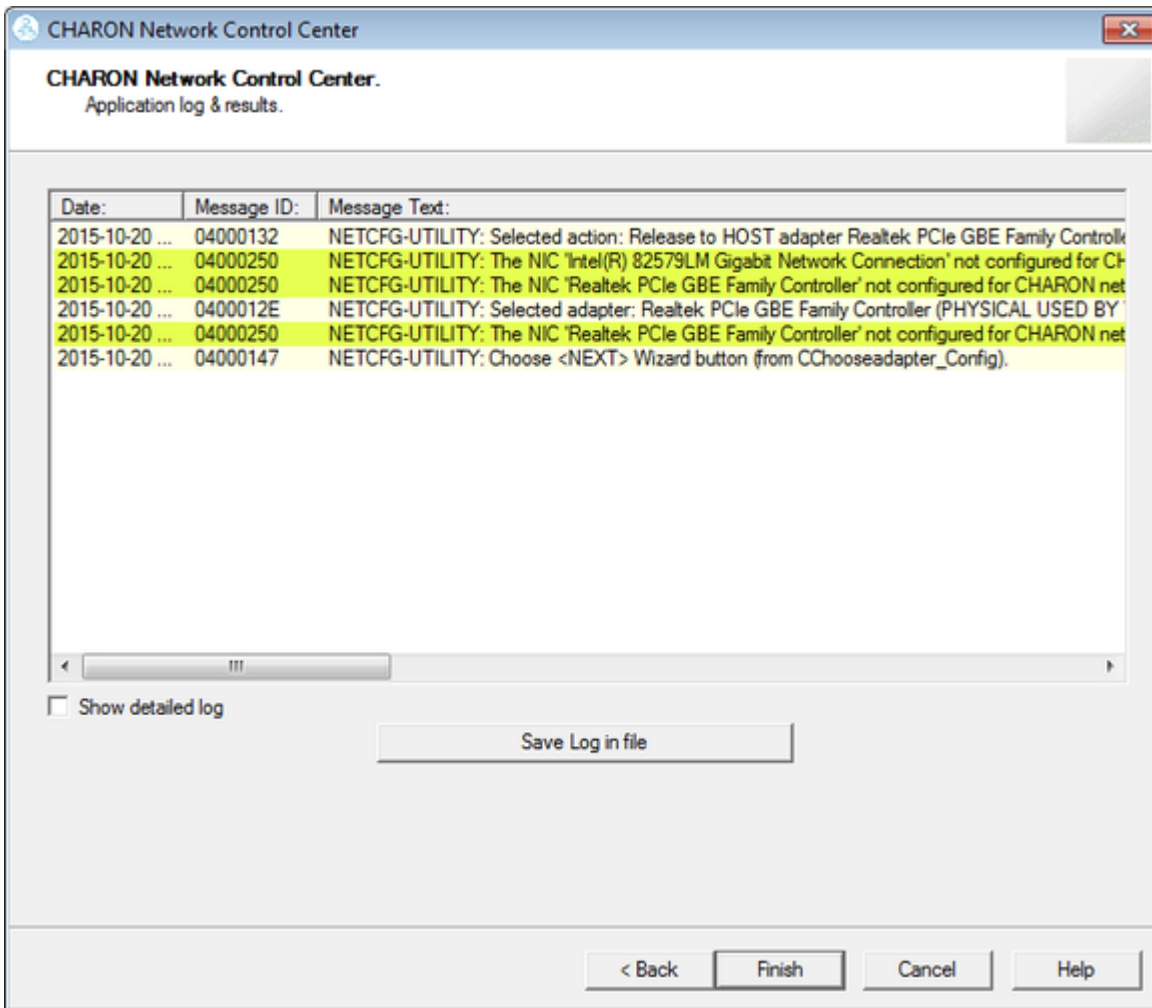 CHARON Network Control Center
CHARON Network Control Center.
Application log & results.
Date: Message ID: Message Text:
2015-10-20 ... 04000132 NETCFG-UTILITY: Selected action: Release to HOST adapter Realtek PCIe GBE Family Controlle
2015-10-20 ... 04000250 NETCFG-UTILITY: The NIC 'Intel(R) 82579LM Gigabit Network Connection' not configured for CH
2015-10-20 ... 04000250 NETCFG-UTILITY: The NIC 'Realtek PCIe GBE Family Controller' not configured for CHARON net
2015-10-20 ... 0400012E NETCFG-UTILITY: Selected adapter: Realtek PCIe GBE Family Controller (PHYSICAL USED BY
2015-10-20 ... 04000250 NETCFG-UTILITY: The NIC 'Realtek PCIe GBE Family Controller' not configured for CHARON net
2015-10-20 ... 04000147 NETCFG-UTILITY: Choose <NEXT> Wizard button (from CChooseadapter_Config).
Show detailed log
Save Log in file
< Back Finish Cancel Help